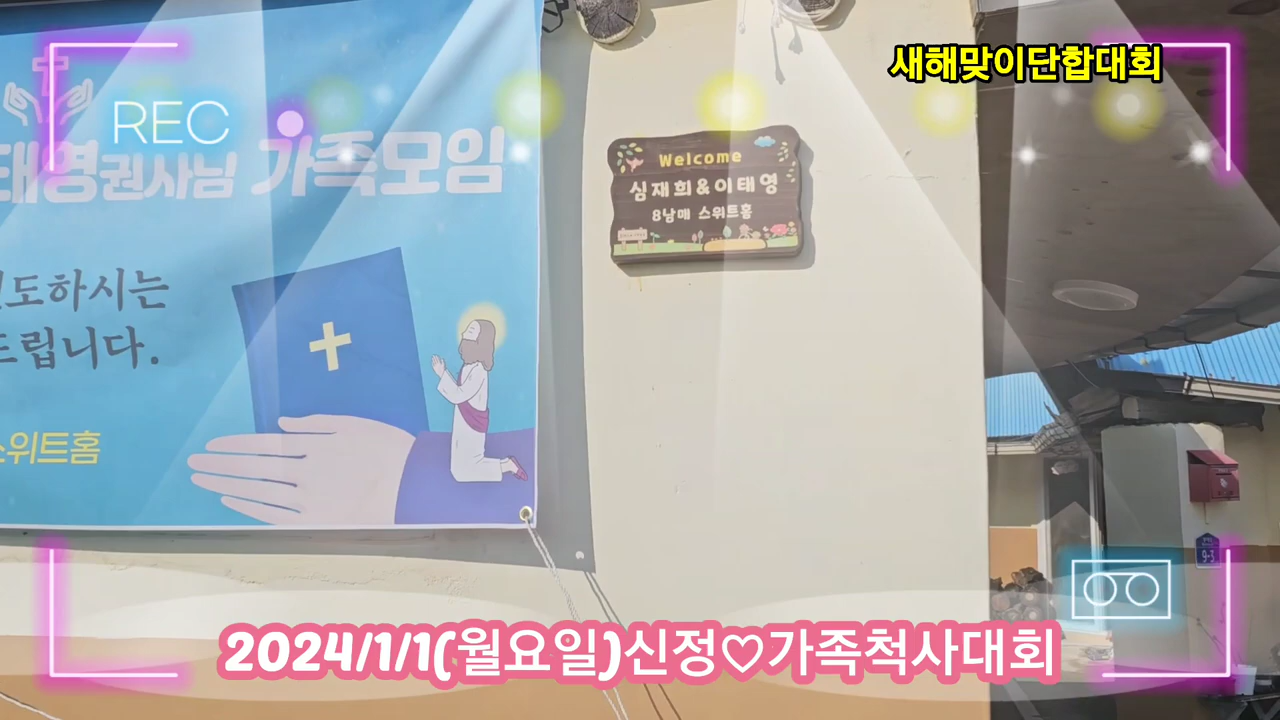 새해맞이단합대회
REC
태영권사님 가족모임
인도하시는
드립니다.
스위트홈
Welcome
심재희&이태영
8남매 스위트홈
9-3
2024/1/1(월요일)신정♡가족척사대회